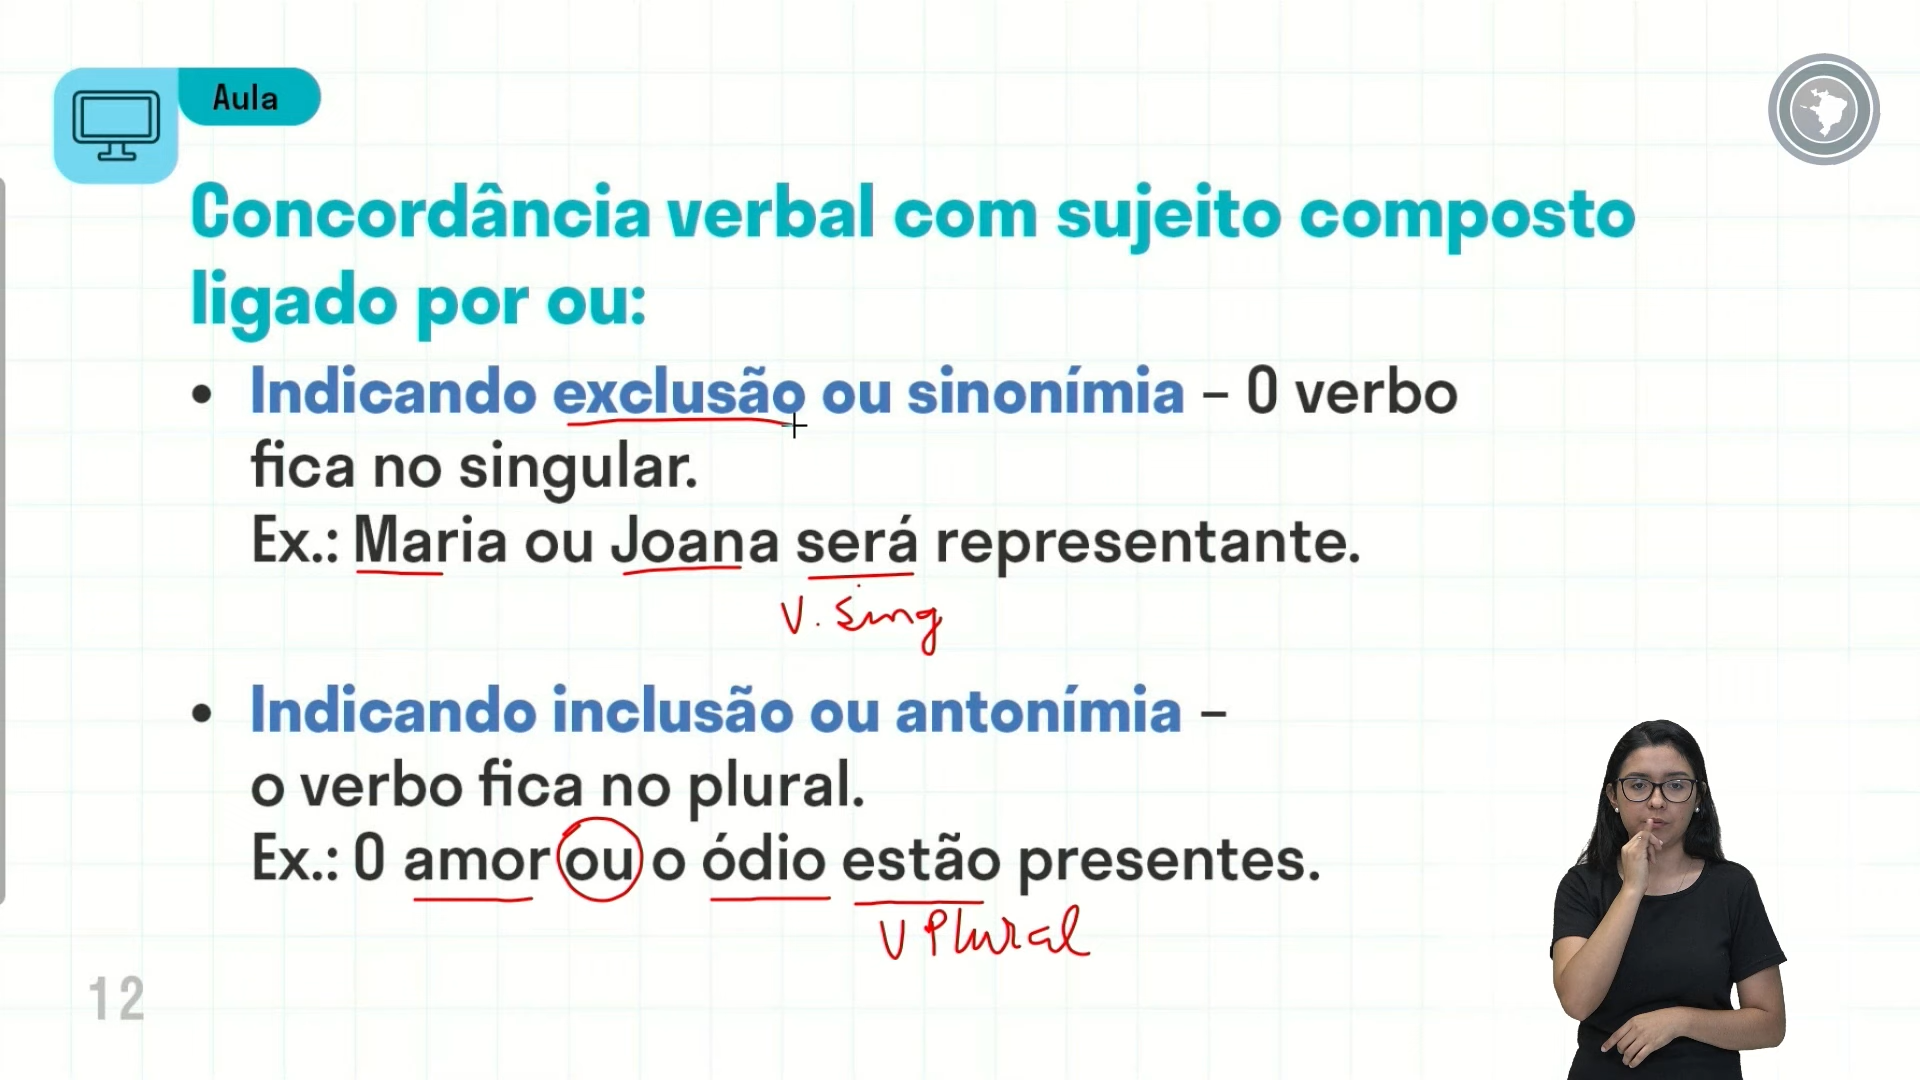 Aula
Concordância verbal com sujeito composto
ligado por ou:
• Indicando exclusão ou sinonímia – O verbo
fica no singular.
Ex.: Maria ou Joana será representante.
V. Sing
• Indicando inclusão ou antonímia –
o verbo fica no plural.
Ex.: O amor ou o ódio estão presentes.
V Plural
12